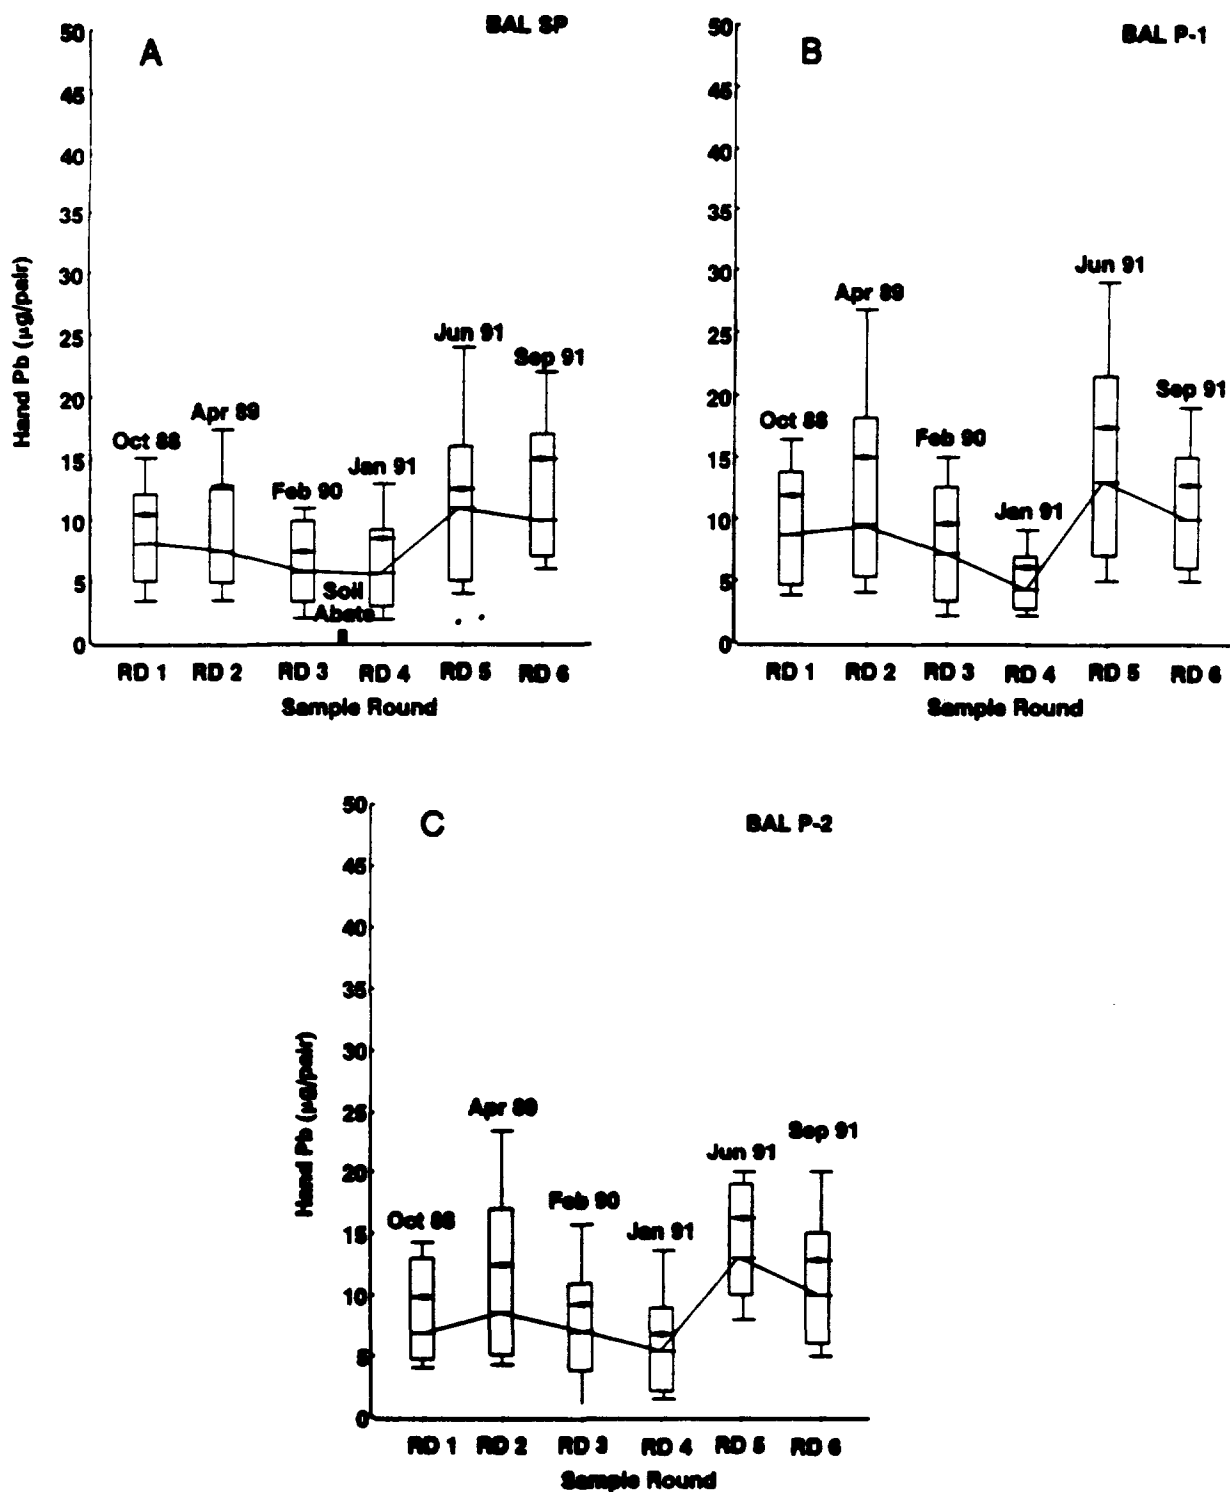 A
BAL SP
50
45
40
35
30
25
20
15
10
5
0
Hand Pb (µg/pair)
Oct 88
Apr 89
Feb 90
Jan 91
Jun 91
Sep 91
Soil
Abate
RD 1 RD 2 RD 3 RD 4 RD 5 RD 6
Sample Round
B
BAL P-1
50
45
40
35
30
25
20
15
10
5
0
Oct 88
Apr 89
Feb 90
Jan 91
Jun 91
Sep 91
RD 1 RD 2 RD 3 RD 4 RD 5 RD 6
Sample Round
C
BAL P-2
50
45
40
35
30
25
20
15
10
5
0
Hand Pb (µg/pair)
Oct 88
Apr 89
Feb 90
Jan 91
Jun 91
Sep 91
RD 1 RD 2 RD 3 RD 4 RD 5 RD 6
Sample Round